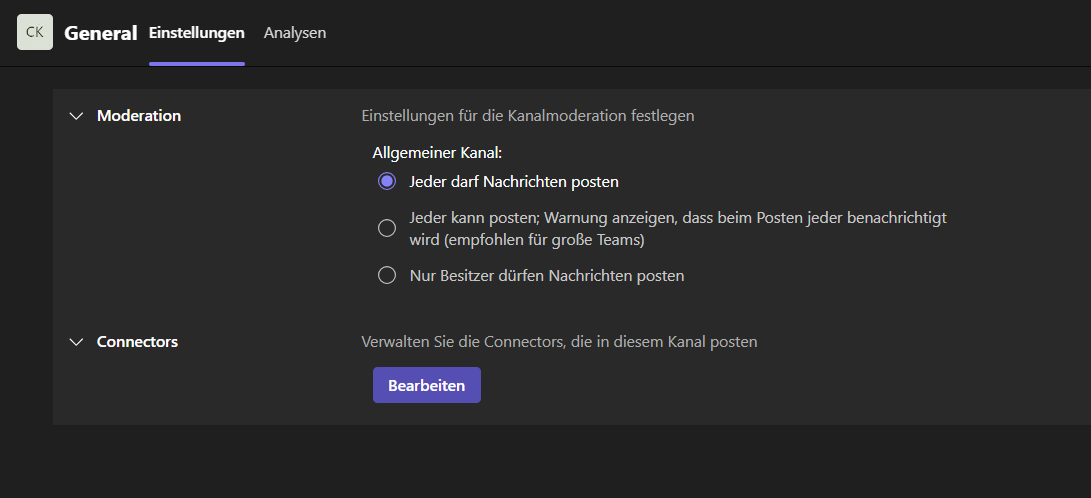 CK General Einstellungen Analysen
Moderation Einstellungen für die Kanalmoderation festlegen
Allgemeiner Kanal:
Jeder darf Nachrichten posten
Jeder kann posten; Warnung anzeigen, dass beim Posten jeder benachrichtigt
wird (empfohlen für große Teams)
Nur Besitzer dürfen Nachrichten posten
Connectors Verwalten Sie die Connectors, die in diesem Kanal posten
Bearbeiten